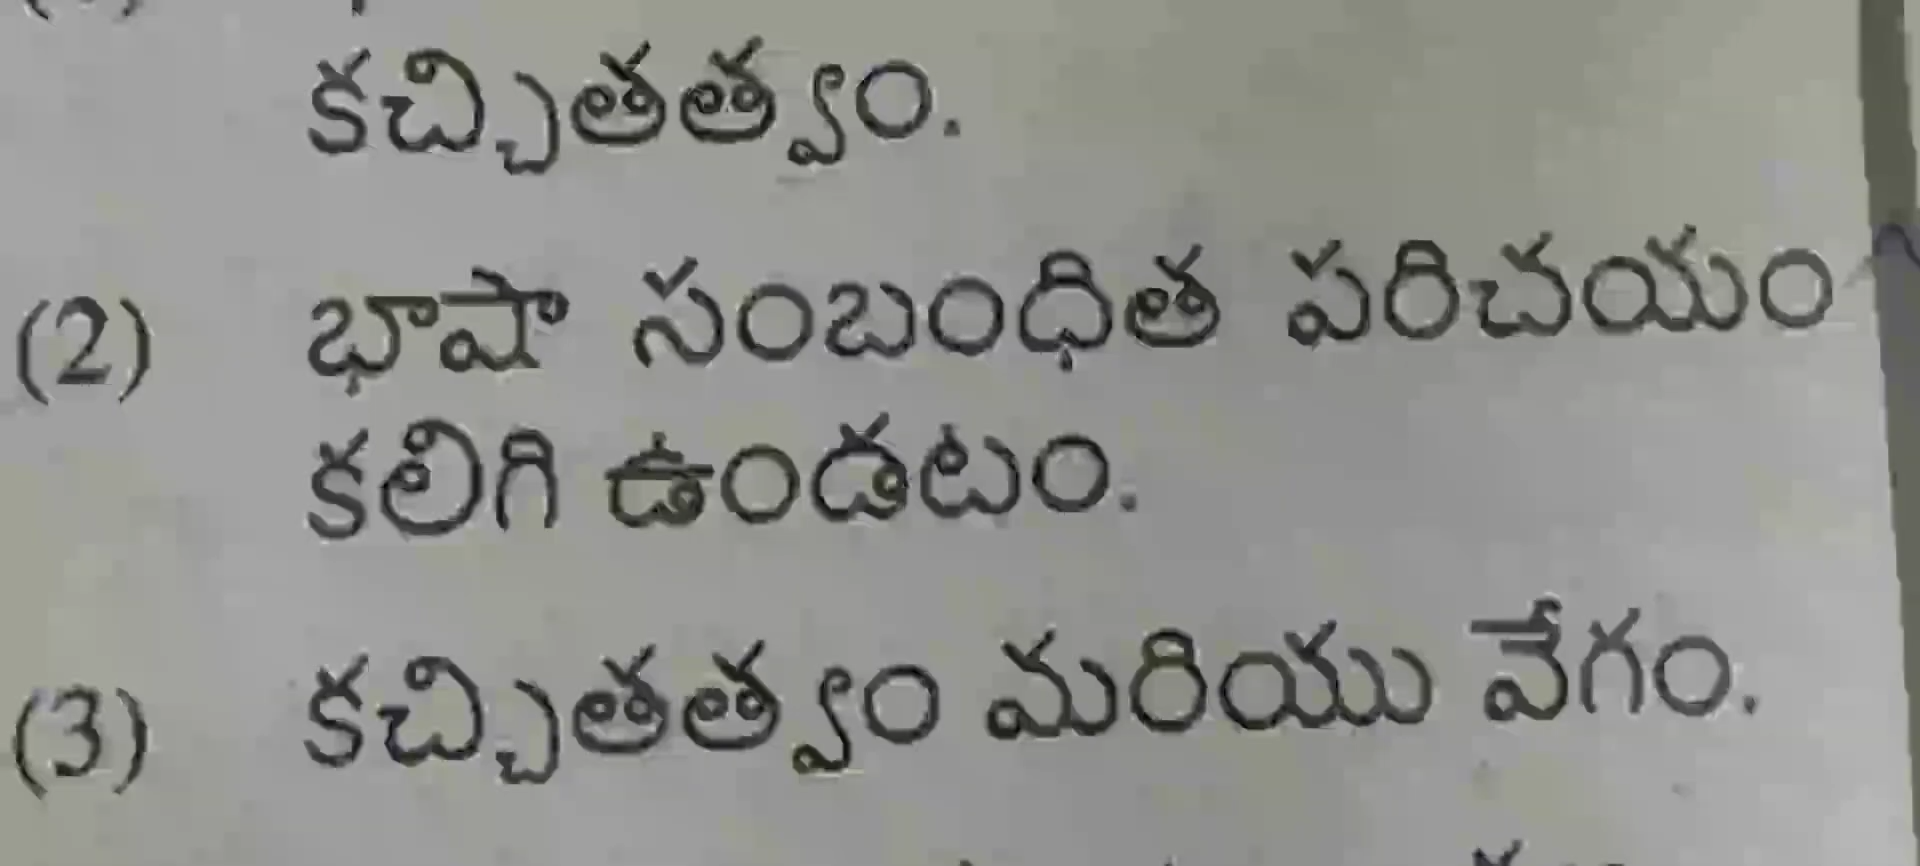 కచ్చితత్వం.
(2) భాషా సంబంధిత పరిచయం
కలిగి ఉండటం.
(3) కచ్చితత్వం మరియు వేగం.